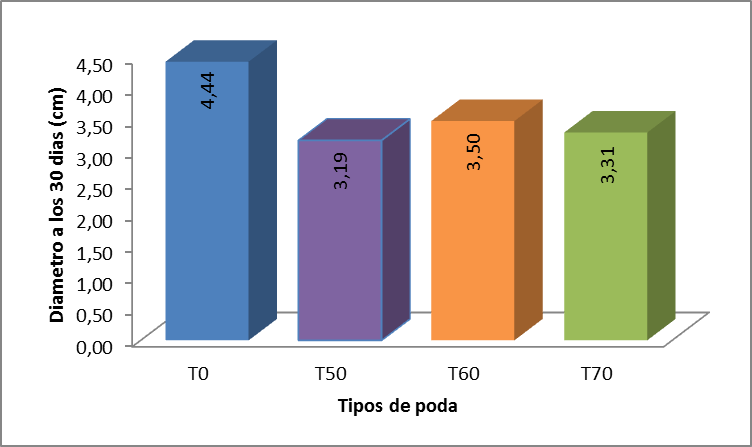 Diametro a los 30 dias (cm)
4,50
4,00
3,50
3,00
2,50
2,00
1,50
1,00
0,50
0,00
4,44
3,19
3,50
3,31
T0
T50
T60
T70
Tipos de poda